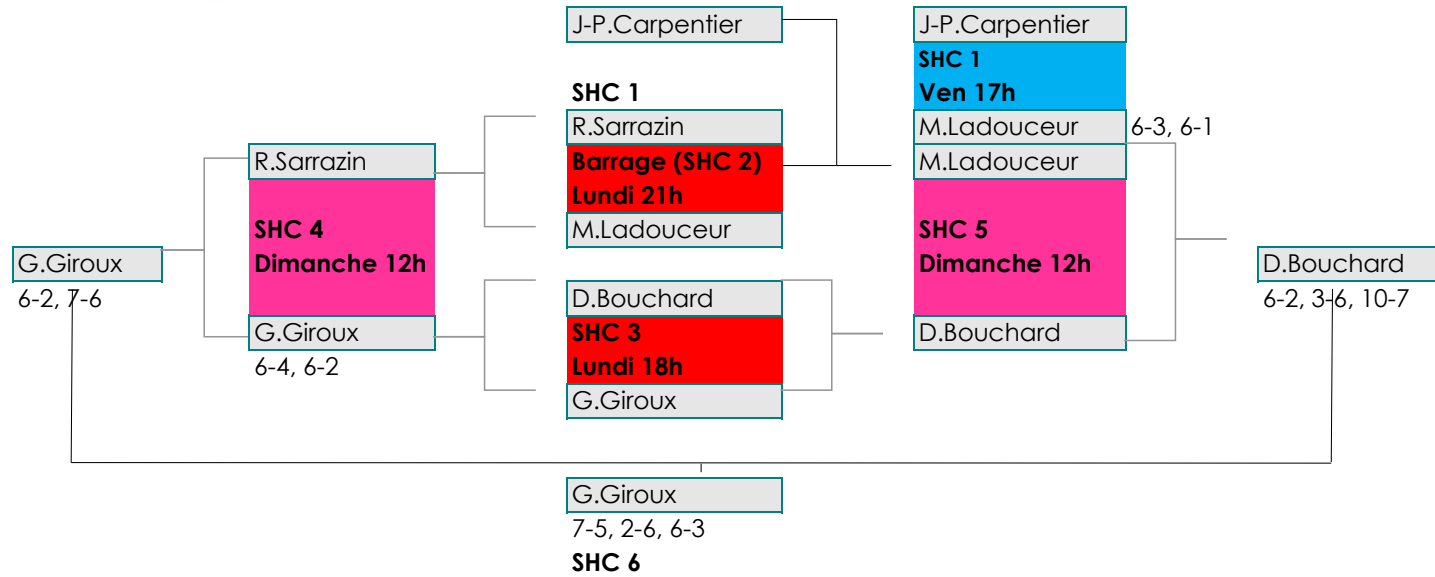 J-P.Carpentier
J-P.Carpentier
SHC 1
Ven 17h
SHC 1
R.Sarrazin
M.Ladouceur
6-3, 6-1
R.Sarrazin
Barrage (SHC 2)
Lundi 21h
M.Ladouceur
M.Ladouceur
SHC 4
Dimanche 12h
SHC 5
Dimanche 12h
G.Giroux
6-2, 7-6
D.Bouchard
6-2, 3-6, 10-7
D.Bouchard
SHC 3
Lundi 18h
G.Giroux
G.Giroux
6-4, 6-2
D.Bouchard
G.Giroux
7-5, 2-6, 6-3
SHC 6